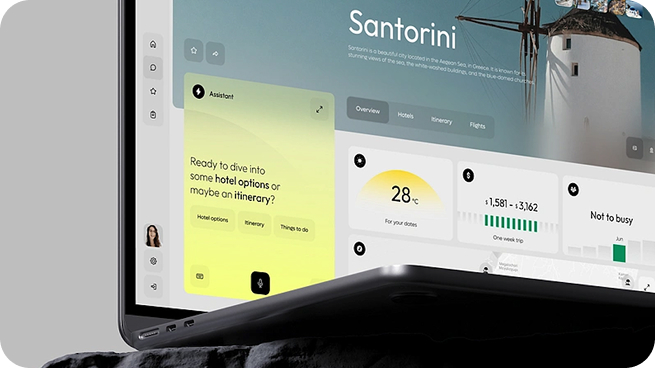 Santorini
Santorini is a beautiful city located in the Aegean Sea, in Greece. It is known for its
stunning views of the sea, the white-washed buildings, and the blue-domed churches.
Assistant
Overview
Hotels
Itinerary
Flights
Ready to dive into
some hotel options or
maybe an itinerary?
Hotel options
Itinerary
Things to do
28°C
For your dates
$1,581 - $3,162
One week trip
Not to busy
Jun